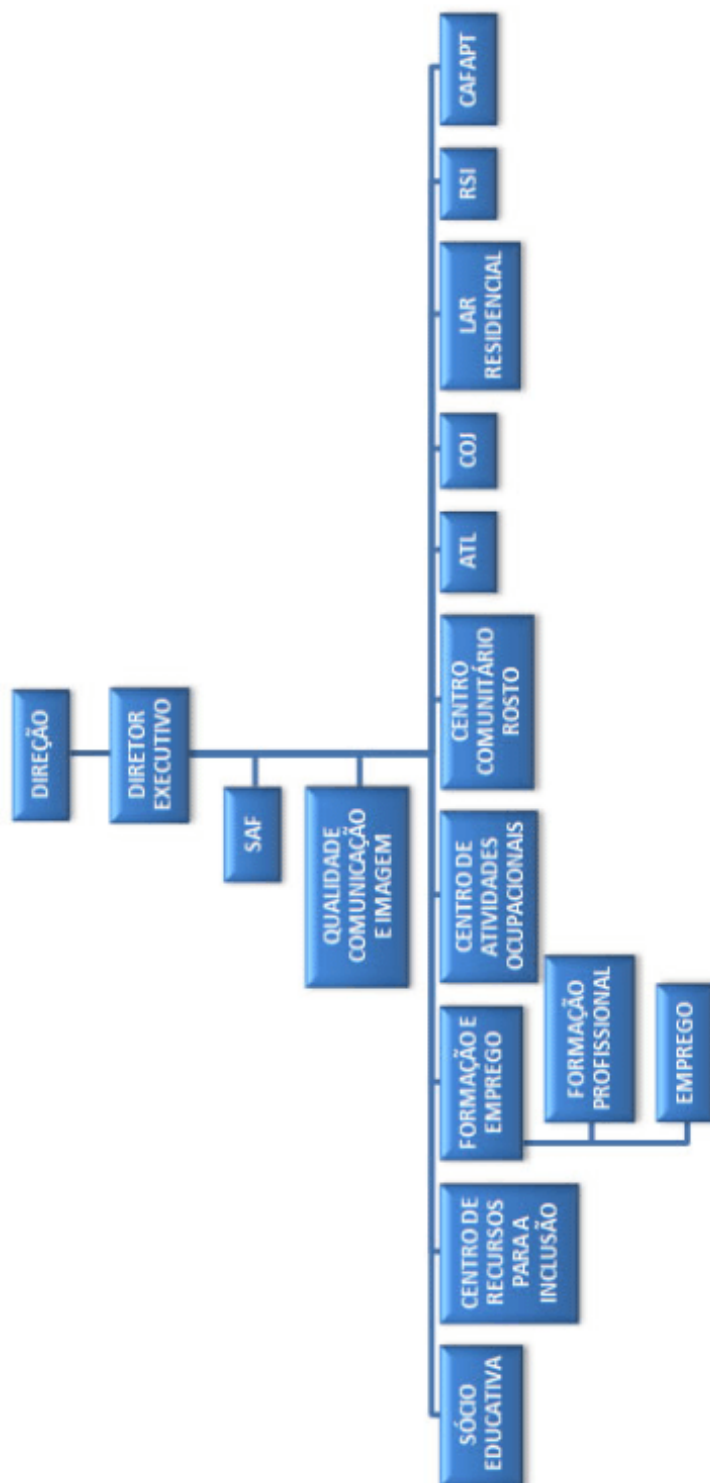 DIREÇÃO
DIRETOR
EXECUTIVO
SAF
QUALIDADE
COMUNICAÇÃO
E IMAGEM
SÓCIO
EDUCATIVA
CENTRO DE
RECURSOS
PARA A
INCLUSÃO
FORMAÇÃO E
EMPREGO
FORMAÇÃO
PROFISSIONAL
EMPREGO
CENTRO DE
ATIVIDADES
OCUPACIONAIS
CENTRO
COMUNITÁRIO
ROSTO
ATL
COJ
LAR
RESIDENCIAL
RSI
CAFAPT